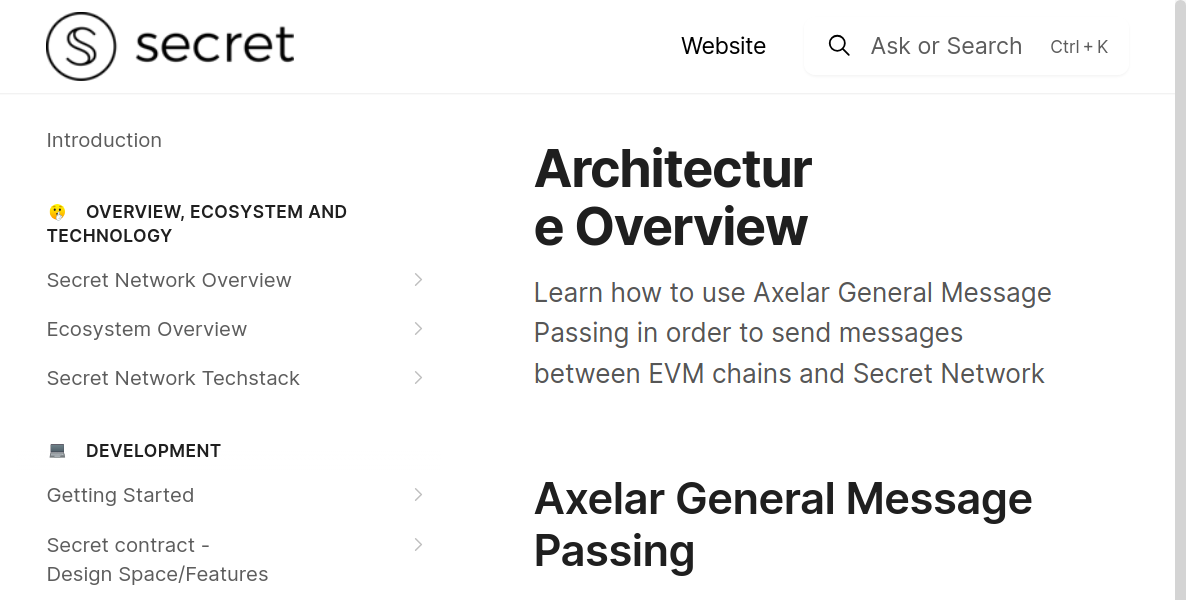 secret
Website
Ask or Search
Ctrl + K
Introduction
OVERVIEW, ECOSYSTEM AND
TECHNOLOGY
Secret Network Overview
Ecosystem Overview
Secret Network Techstack
DEVELOPMENT
Getting Started
Secret contract -
Design Space/Features
Architectur
e Overview
Learn how to use Axelar General Message
Passing in order to send messages
between EVM chains and Secret Network
Axelar General Message
Passing